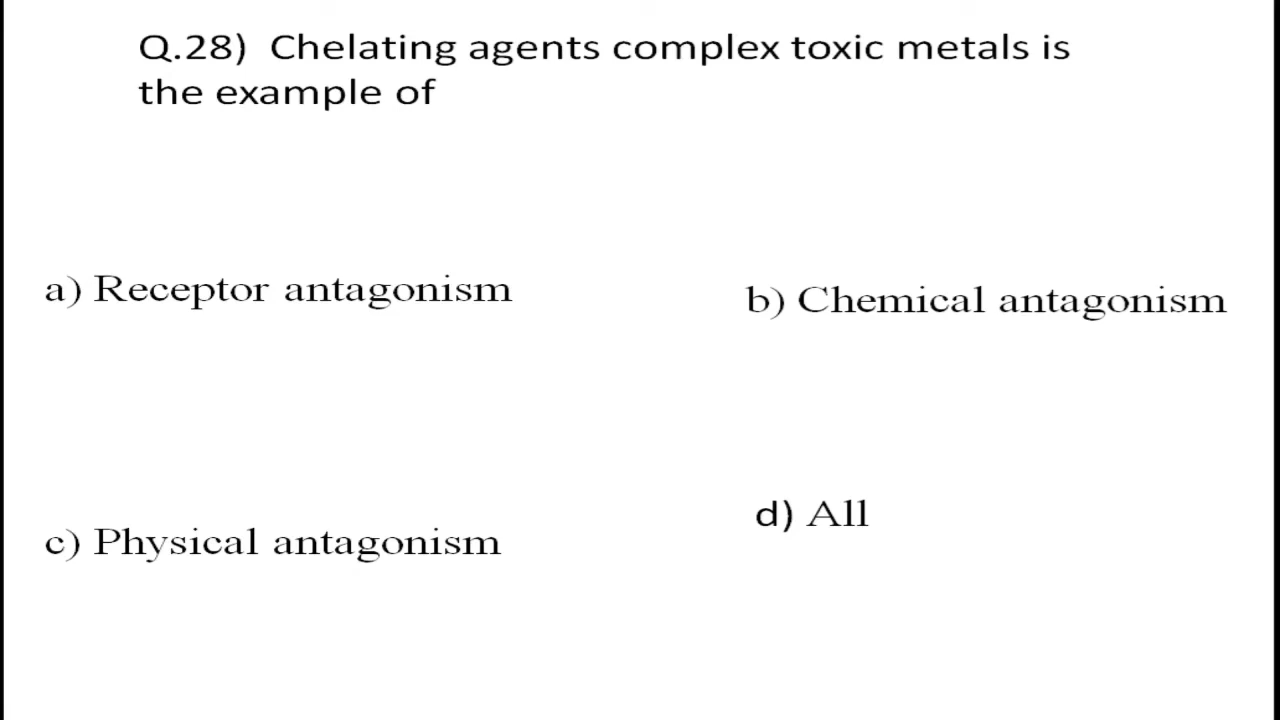 Q.28) Chelating agents complex toxic metals is
the example of
a) Receptor antagonism
b) Chemical antagonism
c) Physical antagonism
d) All